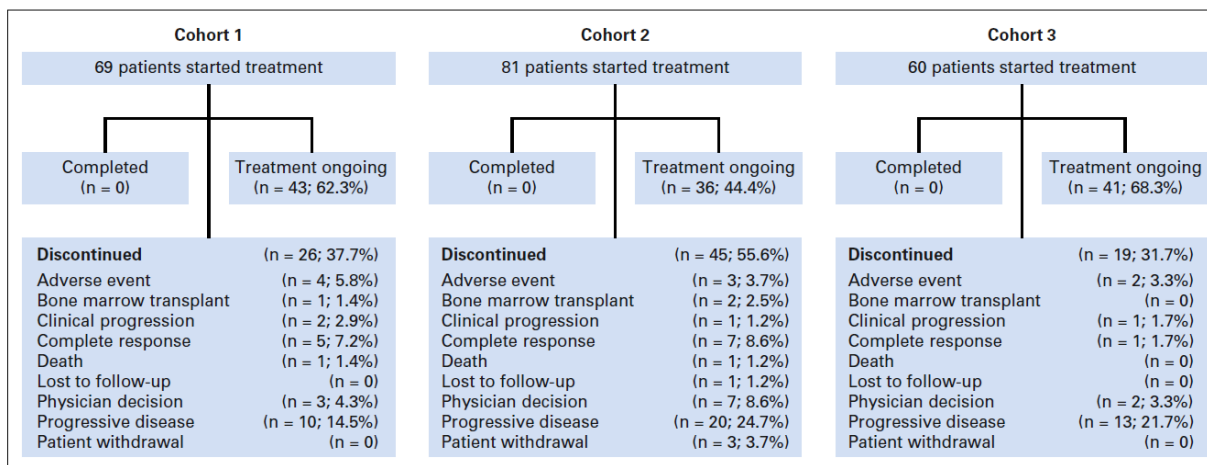 Cohort 1
69 patients started treatment
Completed
(n = 0)
Treatment ongoing
(n = 43; 62.3%)
Discontinued (n = 26; 37.7%)
Adverse event (n = 4; 5.8%)
Bone marrow transplant (n = 1; 1.4%)
Clinical progression (n = 2; 2.9%)
Complete response (n = 5; 7.2%)
Death (n = 1; 1.4%)
Lost to follow-up (n = 0)
Physician decision (n = 3; 4.3%)
Progressive disease (n = 10; 14.5%)
Patient withdrawal (n = 0)
Cohort 2
81 patients started treatment
Completed
(n = 0)
Treatment ongoing
(n = 36; 44.4%)
Discontinued (n = 45; 55.6%)
Adverse event (n = 3; 3.7%)
Bone marrow transplant (n = 2; 2.5%)
Clinical progression (n = 1; 1.2%)
Complete response (n = 7; 8.6%)
Death (n = 1; 1.2%)
Lost to follow-up (n = 1; 1.2%)
Physician decision (n = 7; 8.6%)
Progressive disease (n = 20; 24.7%)
Patient withdrawal (n = 3; 3.7%)
Cohort 3
60 patients started treatment
Completed
(n = 0)
Treatment ongoing
(n = 41; 68.3%)
Discontinued (n = 19; 31.7%)
Adverse event (n = 2; 3.3%)
Bone marrow transplant (n = 0)
Clinical progression (n = 1; 1.7%)
Complete response (n = 1; 1.7%)
Death (n = 0)
Lost to follow-up (n = 0)
Physician decision (n = 2; 3.3%)
Progressive disease (n = 13; 21.7%)
Patient withdrawal (n = 0)